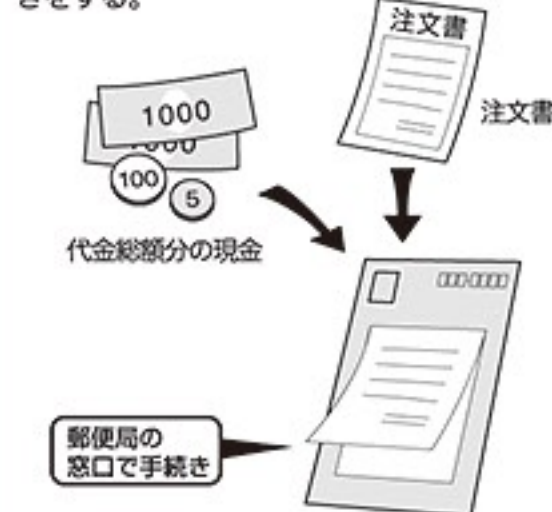 きをする。
注文書
注文書
1000
1000
100
5
代金総額分の現金
郵便局の
窓口で手続き